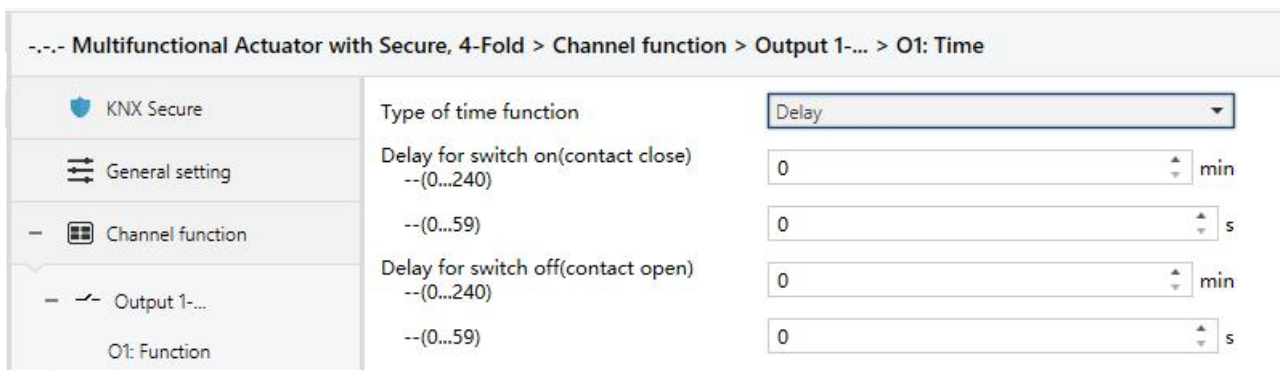 -.-.- Multifunctional Actuator with Secure, 4-Fold > Channel function > Output 1-... > O1: Time
KNX Secure
General setting
Channel function
Output 1-...
O1: Function
Type of time function
Delay
Delay for switch on(contact close)
--(0...240)
0
min
--(0...59)
0
s
Delay for switch off(contact open)
--(0...240)
0
min
--(0...59)
0
s